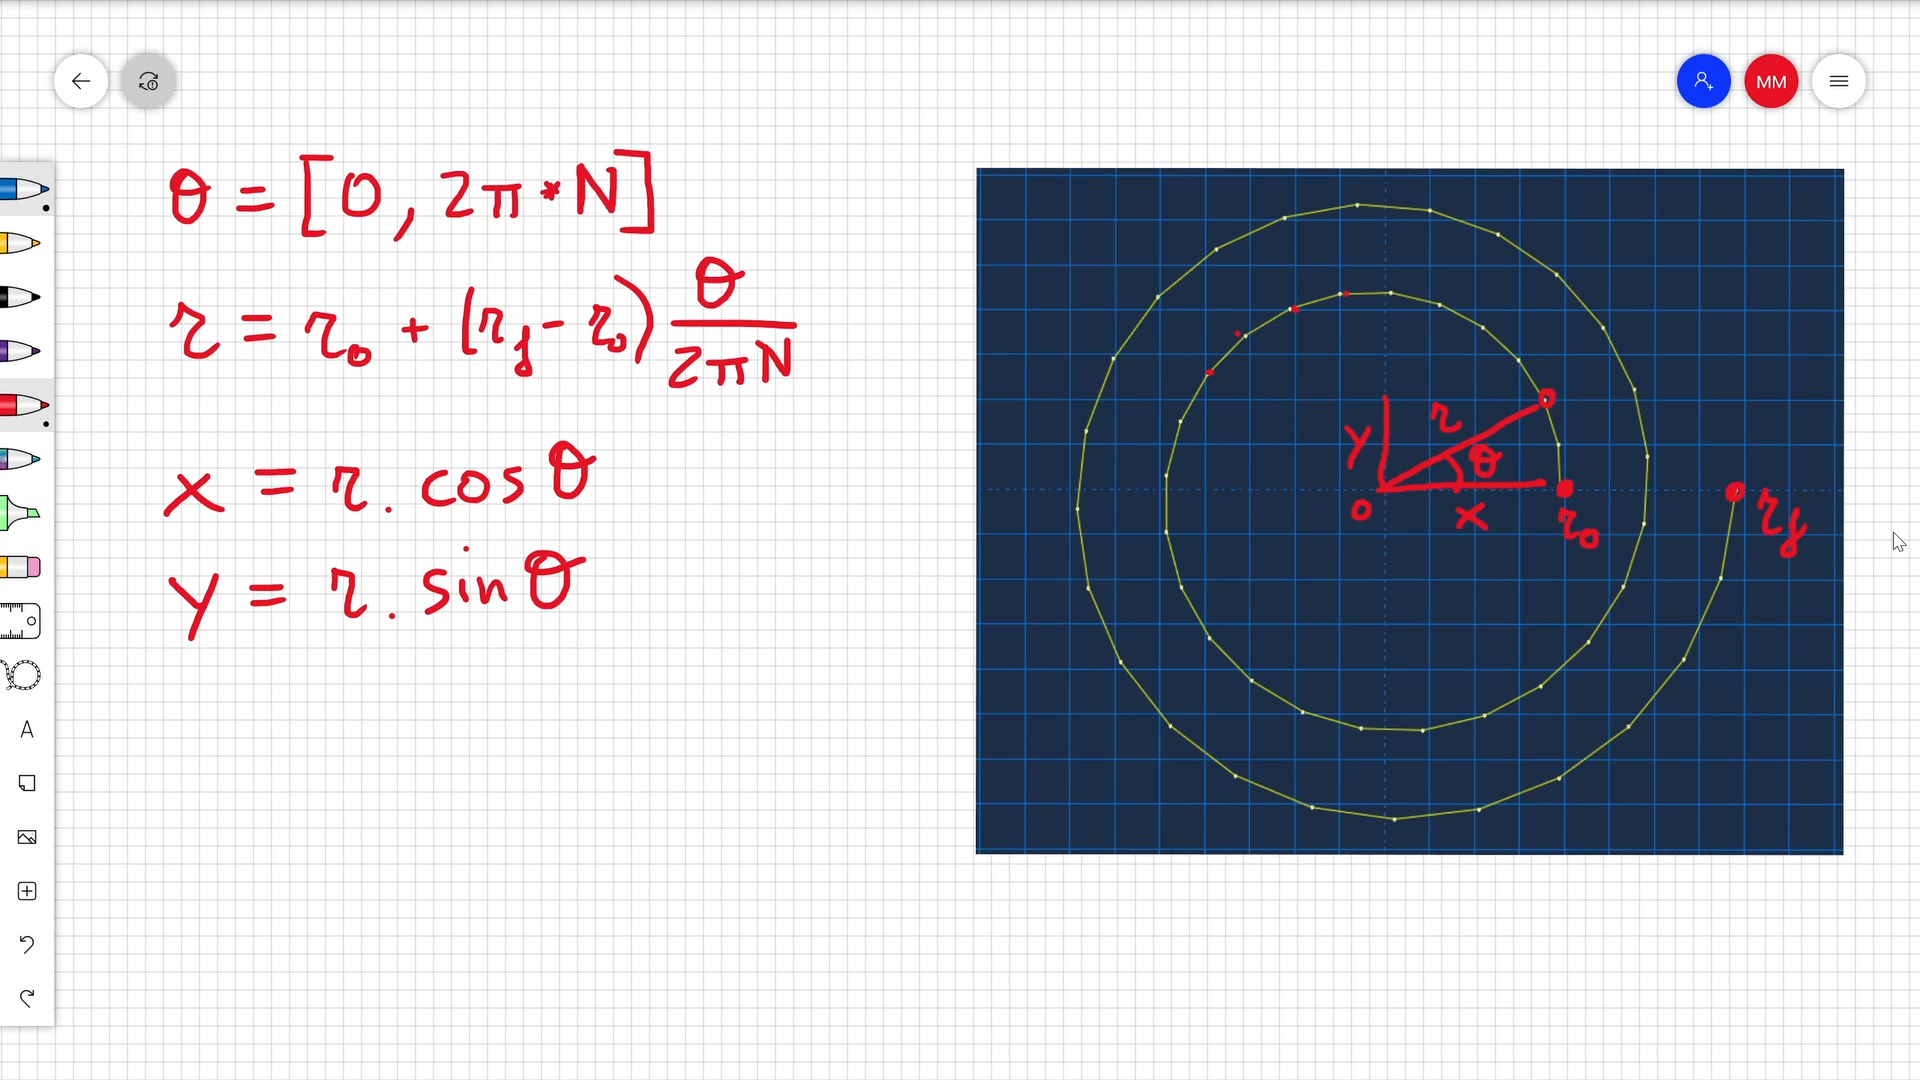 MM
θ = [0, 2π * N]
r = r₀ + (r_f - r₀) θ / 2πN
x = r . cos θ
y = r . sin θ
y r θ
o x r₀ r_f
A